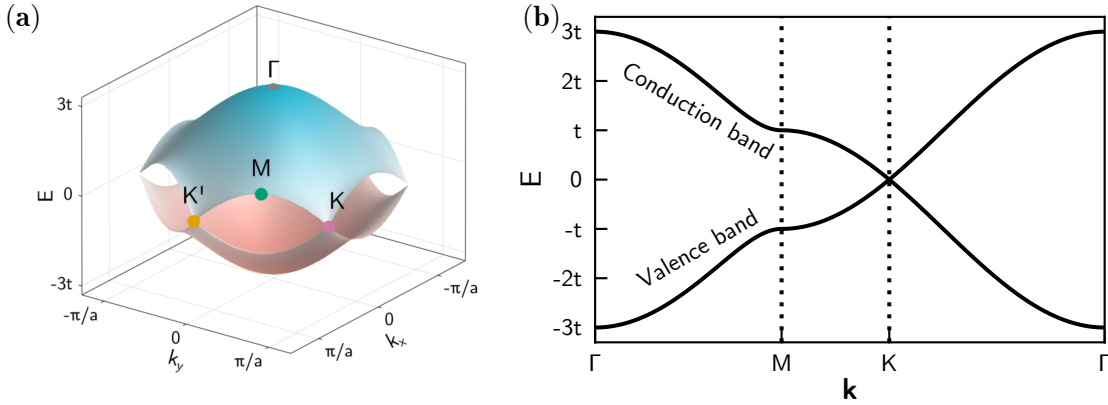 (a)
Γ
3t
M
E
0
K'
K
-3t
-π/a
0
π/a
k_y
-π/a
0
π/a
k_x
(b)
3t
2t
t
0
-t
-2t
-3t
E
Conduction band
Valence band
Γ
M
K
Γ
k